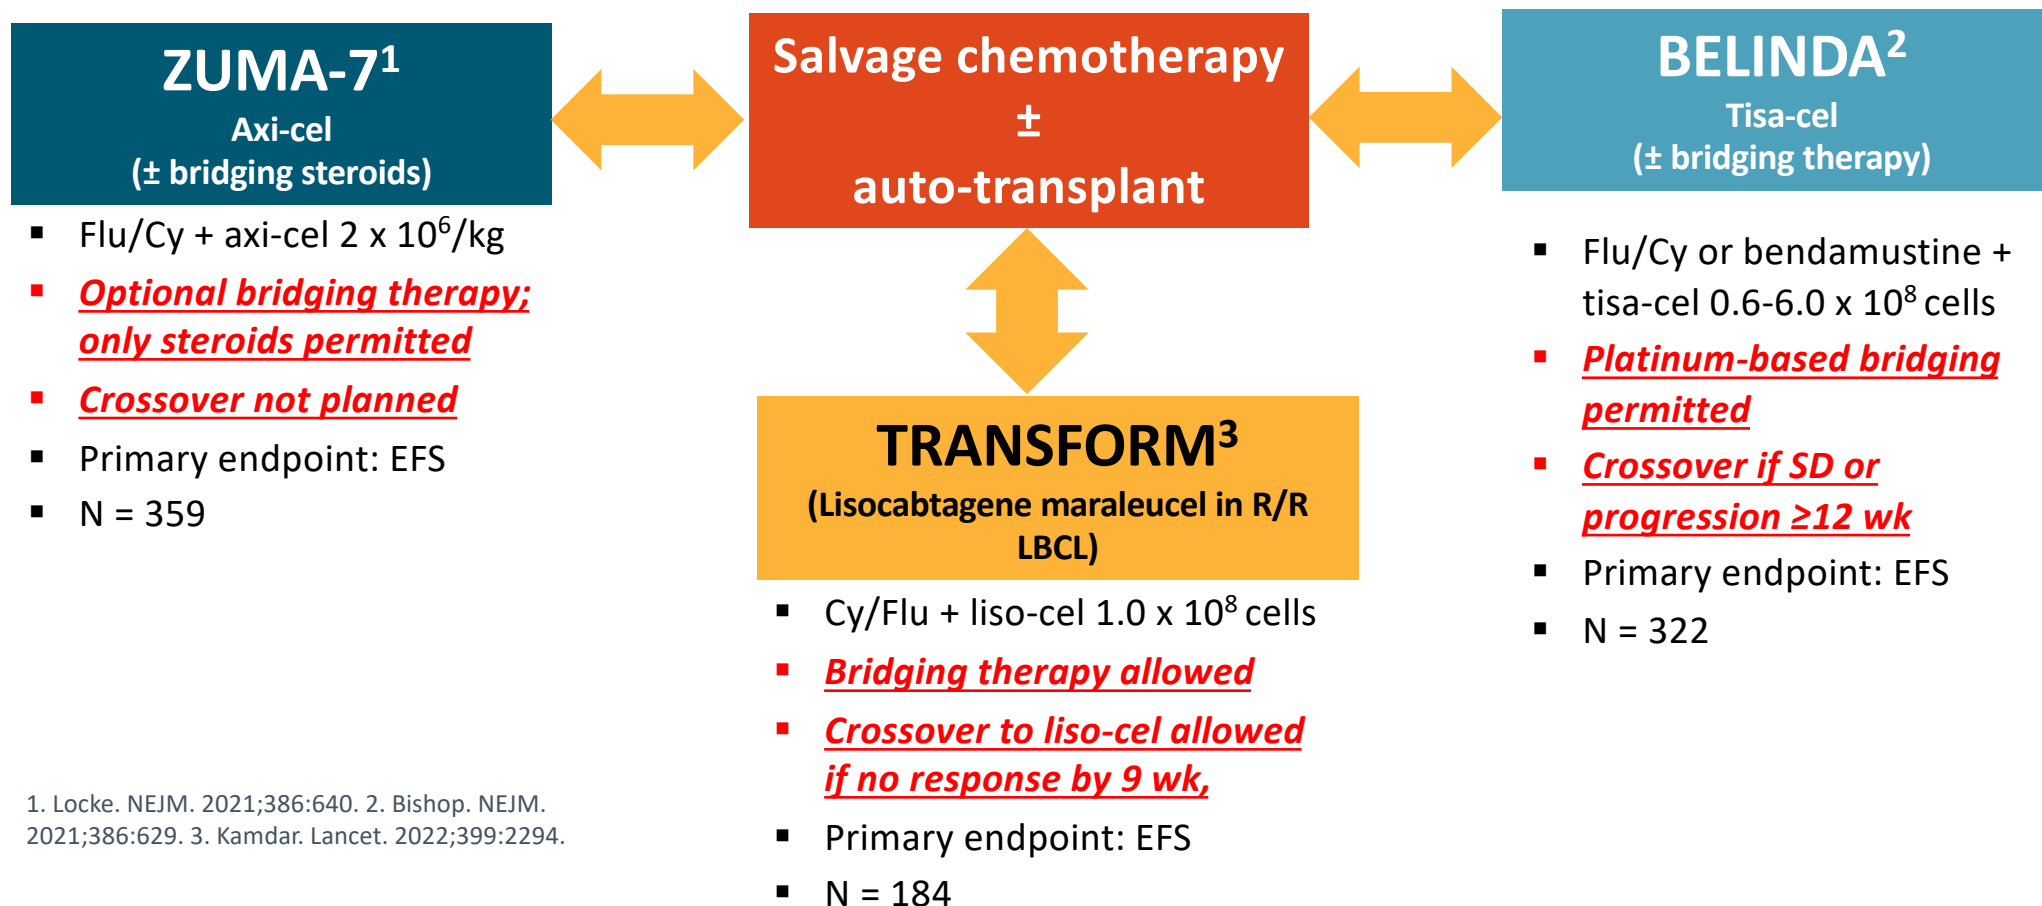 ZUMA-7¹
Axi-cel
(± bridging steroids)
▪ Flu/Cy + axi-cel 2 x 10⁶/kg
▪ Optional bridging therapy;
only steroids permitted
▪ Crossover not planned
▪ Primary endpoint: EFS
▪ N = 359
Salvage chemotherapy
±
auto-transplant
TRANSFORM³
(Lisocabtagene maraleucel in R/R
LBCL)
▪ Cy/Flu + liso-cel 1.0 x 10⁸ cells
▪ Bridging therapy allowed
▪ Crossover to liso-cel allowed
if no response by 9 wk,
▪ Primary endpoint: EFS
▪ N = 184
BELINDA²
Tisa-cel
(± bridging therapy)
▪ Flu/Cy or bendamustine +
tisa-cel 0.6-6.0 x 10⁸ cells
▪ Platinum-based bridging
permitted
▪ Crossover if SD or
progression ≥12 wk
▪ Primary endpoint: EFS
▪ N = 322
1. Locke. NEJM. 2021;386:640. 2. Bishop. NEJM.
2021;386:629. 3. Kamdar. Lancet. 2022;399:2294.